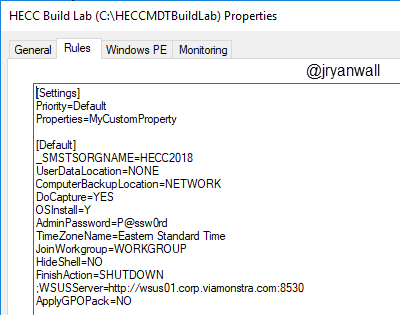 HECC Build Lab (C:\HECCMDTBuildLab) Properties
General Rules Windows PE Monitoring
@jryanwall
[Settings]
Priority=Default
Properties=MyCustomProperty
[Default]
_SMSTSORGNAME=HECC2018
UserDataLocation=NONE
ComputerBackupLocation=NETWORK
DoCapture=YES
OSInstall=Y
AdminPassword=P@ssw0rd
TimeZoneName=Eastern Standard Time
JoinWorkgroup=WORKGROUP
HideShell=NO
FinishAction=SHUTDOWN
;WSUSServer=http://wsus01.corp.viamonstra.com:8530
ApplyGPOPack=NO